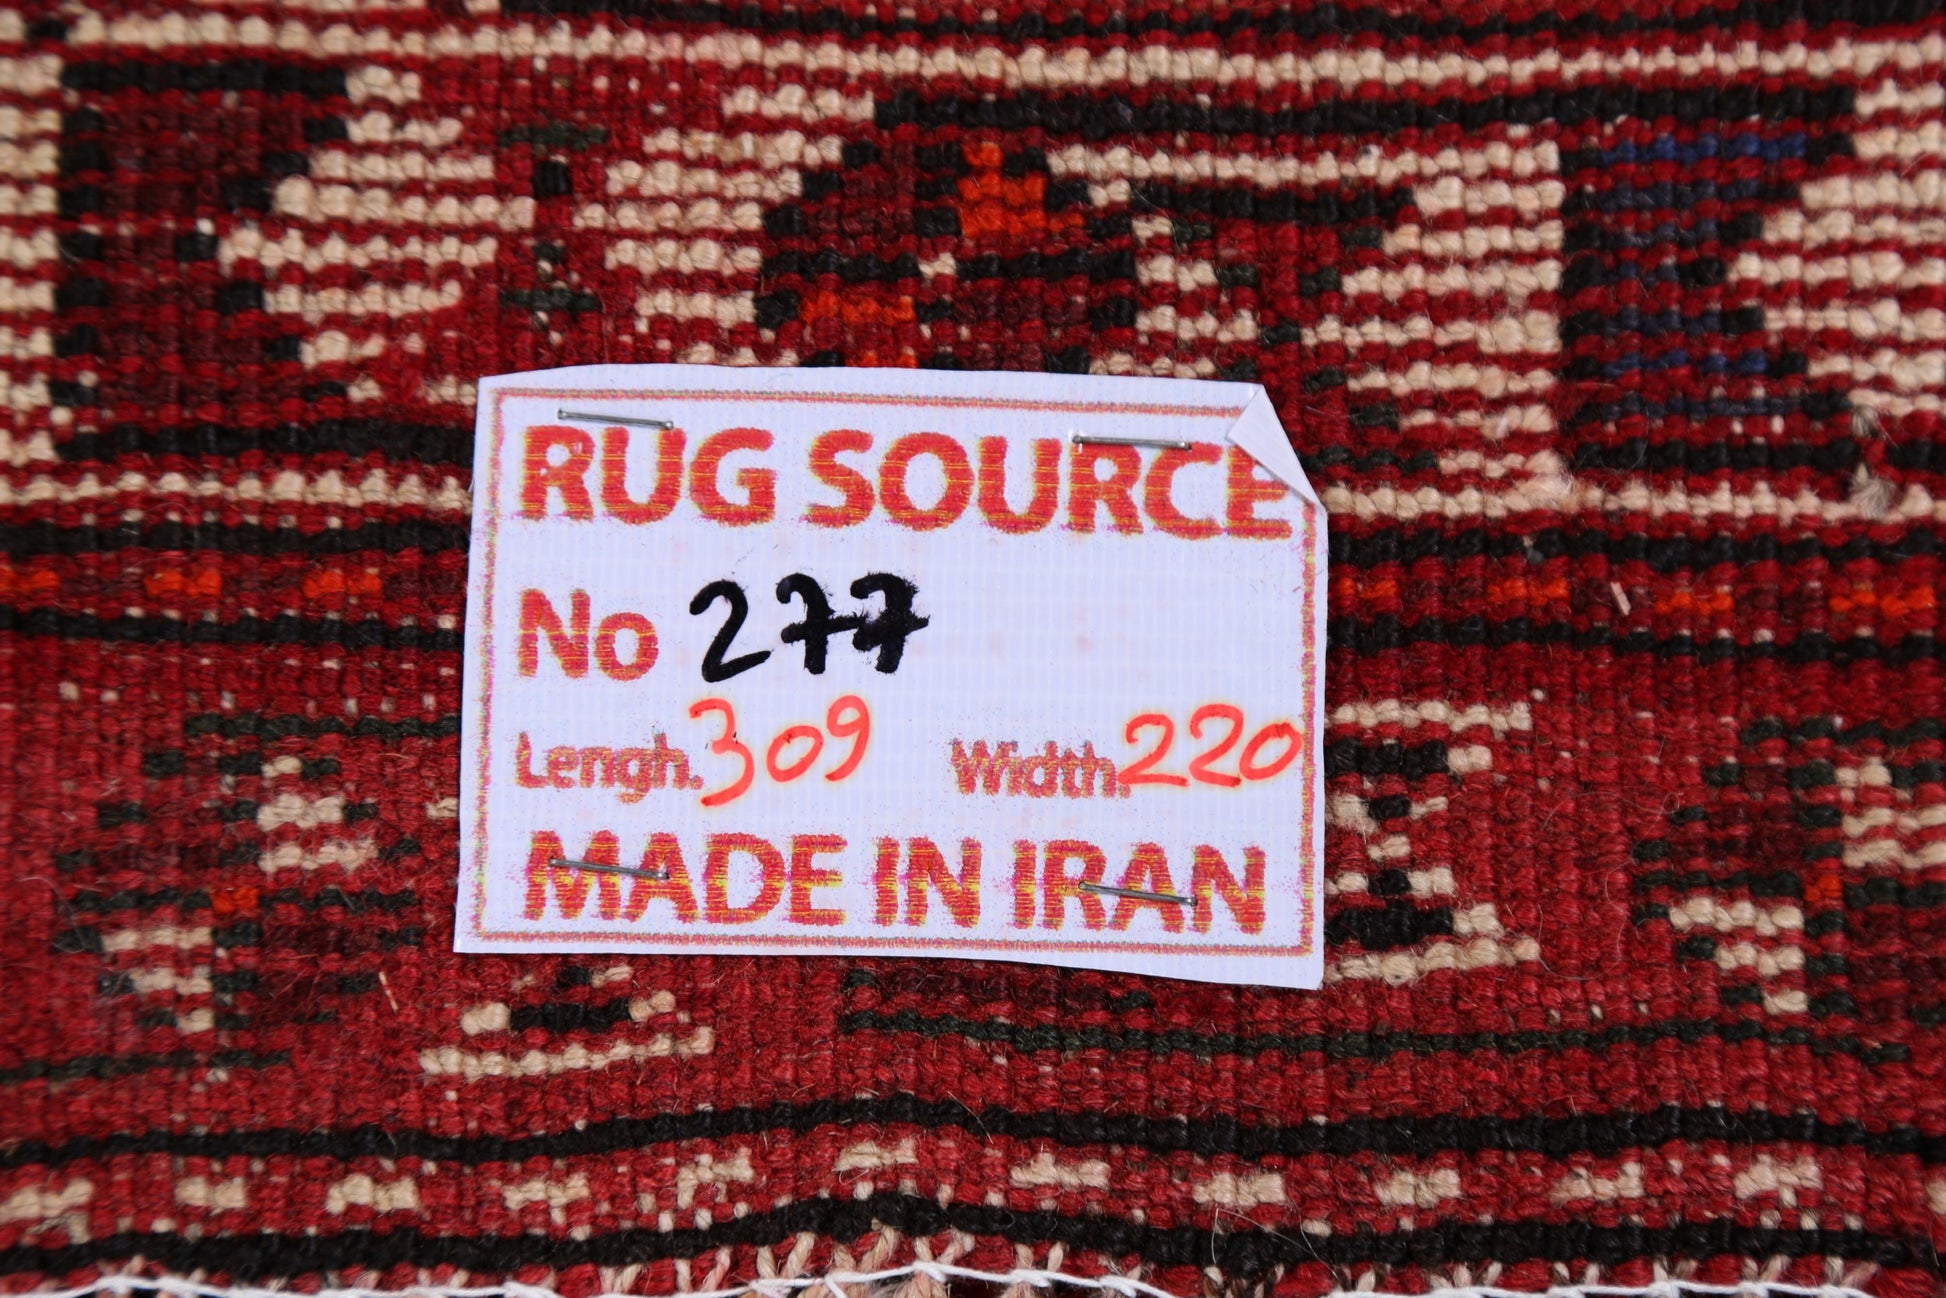 RUG SOURCE
No 277
Lengh. 309 Width. 220
MADE IN IRAN